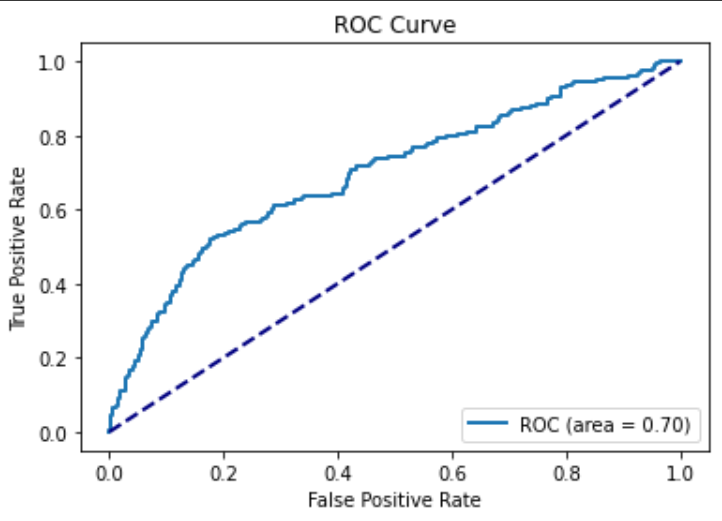 ROC Curve
True Positive Rate
1.0
0.8
0.6
0.4
0.2
0.0
ROC (area = 0.70)
0.0 0.2 0.4 0.6 0.8 1.0
False Positive Rate